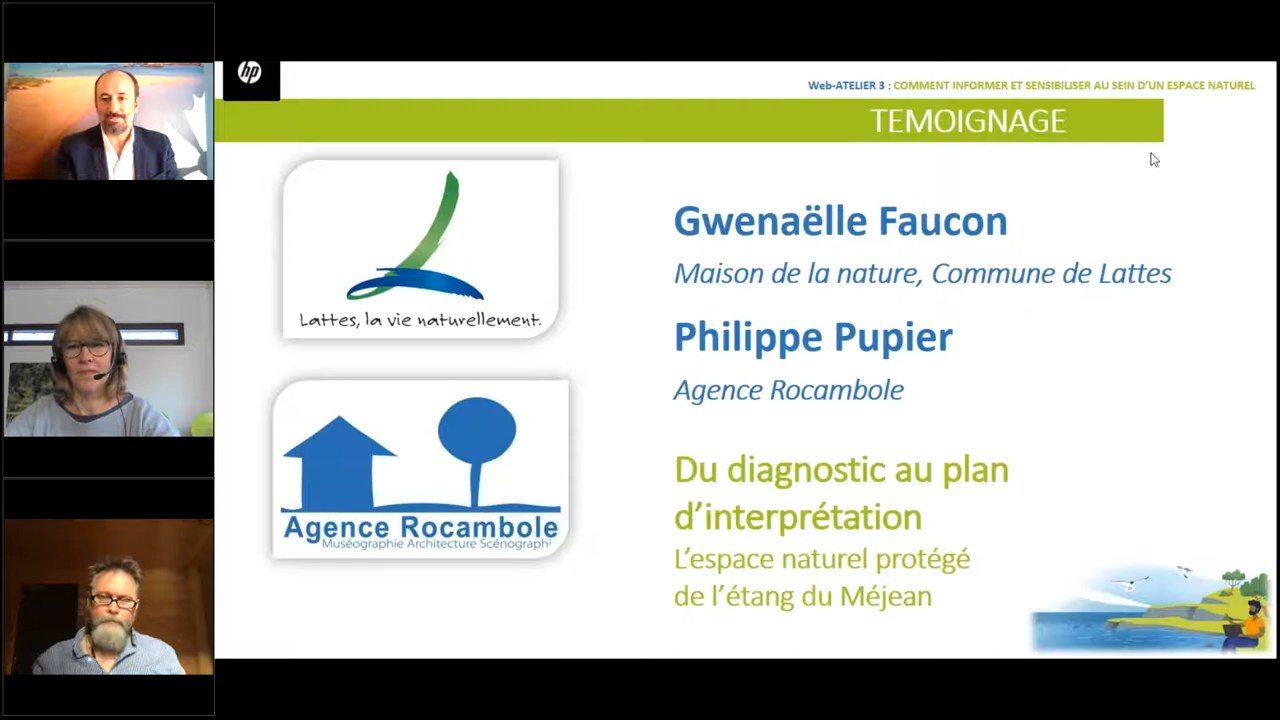 hp
Web-ATELIER 3 : COMMENT INFORMER ET SENSIBILISER AU SEIN D'UN ESPACE NATUREL
TEMOIGNAGE
Lattes, la vie naturellement.
Agence Rocambole
Muséographie Architecture Scénographi
Gwenaëlle Faucon
Maison de la nature, Commune de Lattes
Philippe Pupier
Agence Rocambole
Du diagnostic au plan
d'interprétation
L'espace naturel protégé
de l'étang du Méjean